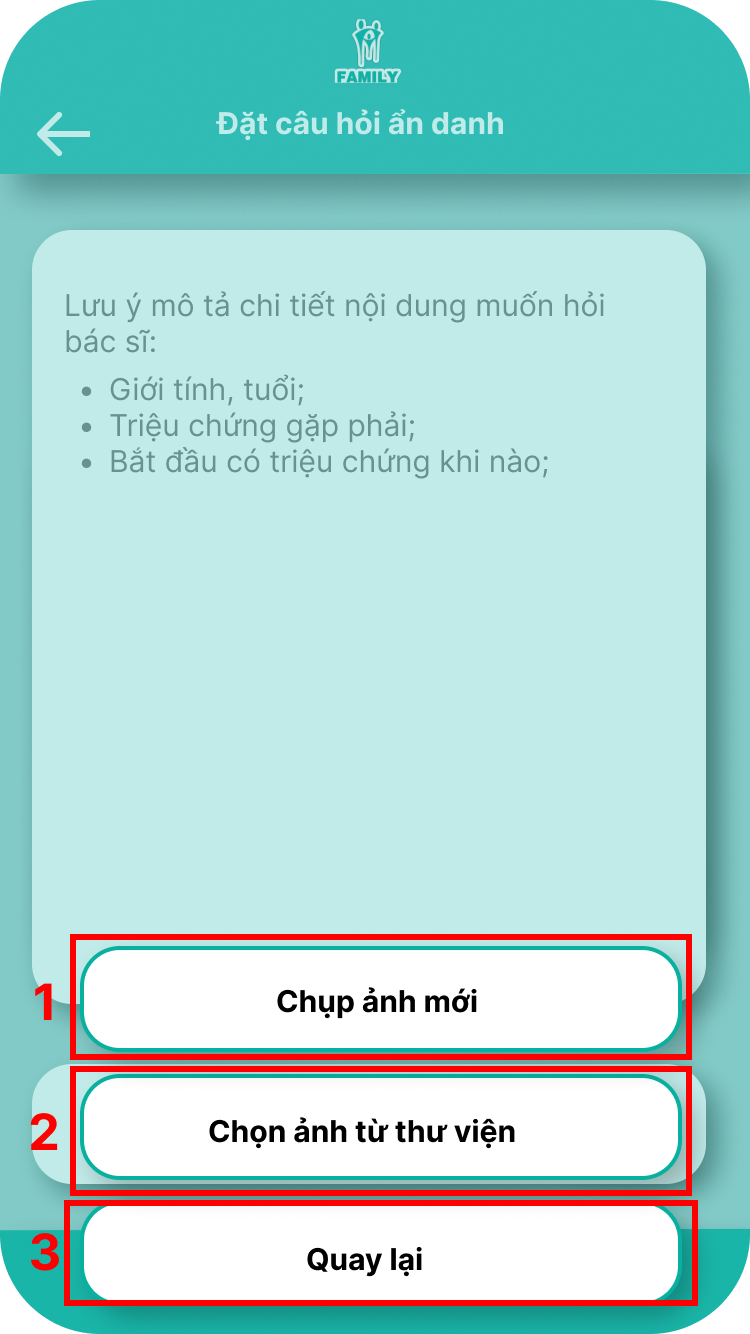 FAMILY
Đặt câu hỏi ẩn danh
Lưu ý mô tả chi tiết nội dung muốn hỏi
bác sĩ:
• Giới tính, tuổi;
• Triệu chứng gặp phải;
• Bắt đầu có triệu chứng khi nào;
1 Chụp ảnh mới
2 Chọn ảnh từ thư viện
3 Quay lại